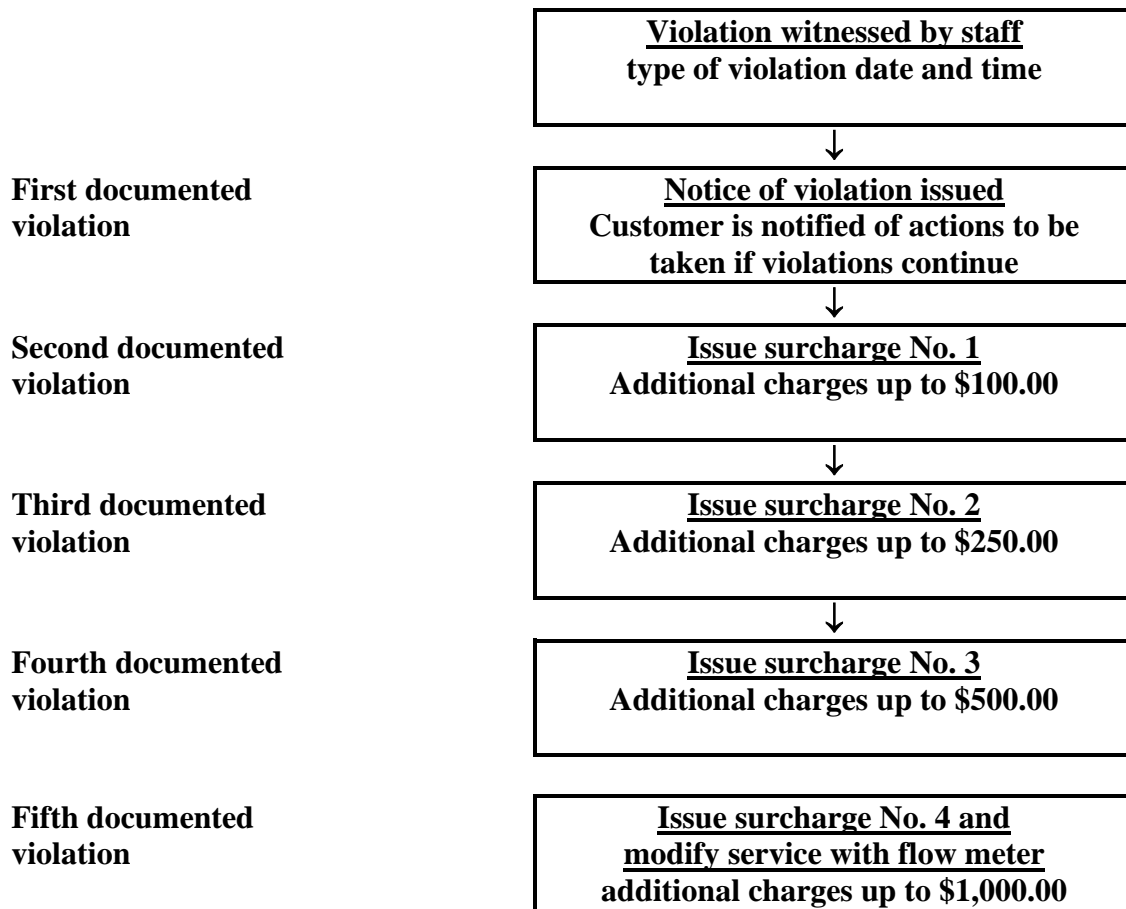 Violation witnessed by staff
type of violation date and time
↓
First documented
violation
Notice of violation issued
Customer is notified of actions to be
taken if violations continue
↓
Second documented
violation
Issue surcharge No. 1
Additional charges up to $100.00
↓
Third documented
violation
Issue surcharge No. 2
Additional charges up to $250.00
↓
Fourth documented
violation
Issue surcharge No. 3
Additional charges up to $500.00
Fifth documented
violation
Issue surcharge No. 4 and
modify service with flow meter
additional charges up to $1,000.00